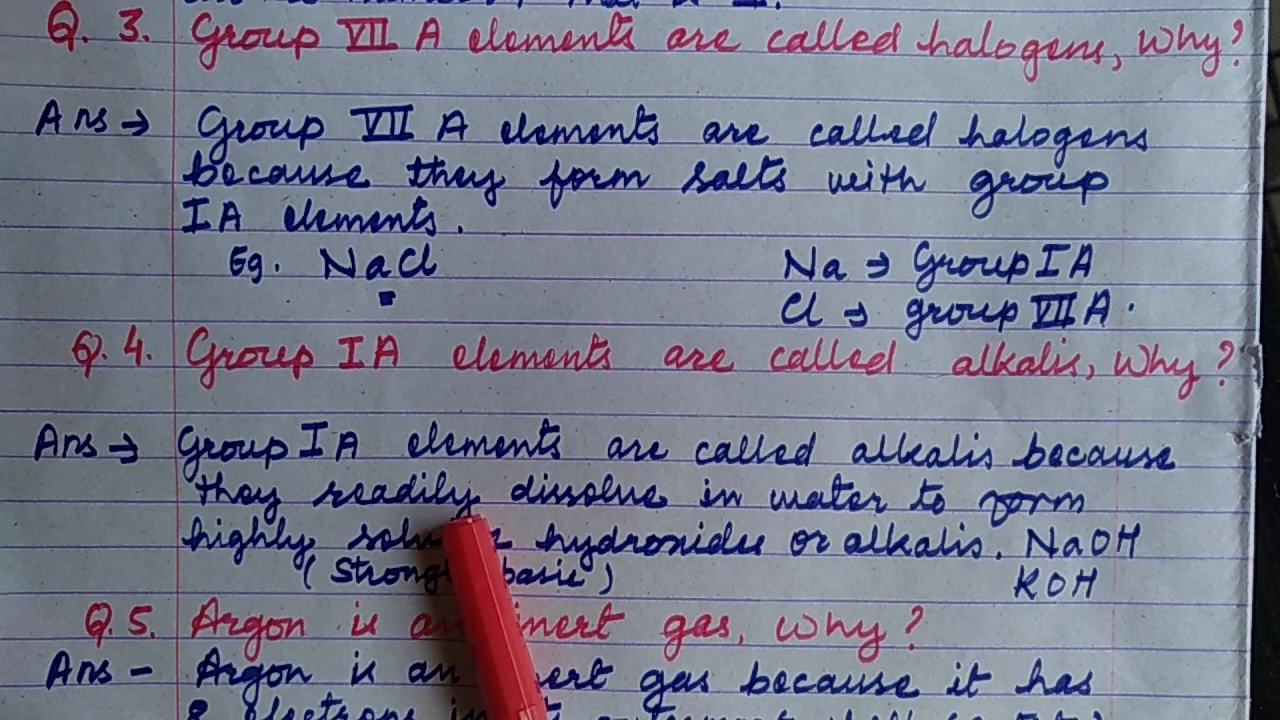 Q. 3. Group VII A elements are called halogens, Why?
Ans → Group VII A elements are called halogens
because they form salts with group
IA elements.
Eg. NaCl Na → Group IA
Cl → group VII A.
Q. 4. Group IA elements are called alkalis, Why?
Ans → Group IA elements are called alkalis because
they readily dissolve in water to form
highly hydroxides or alkalis. NaOH
(Strong basic) KOH
Q. 5. Argon is an inert gas, Why?
Ans - Argon is an gas because it has
8 electrons